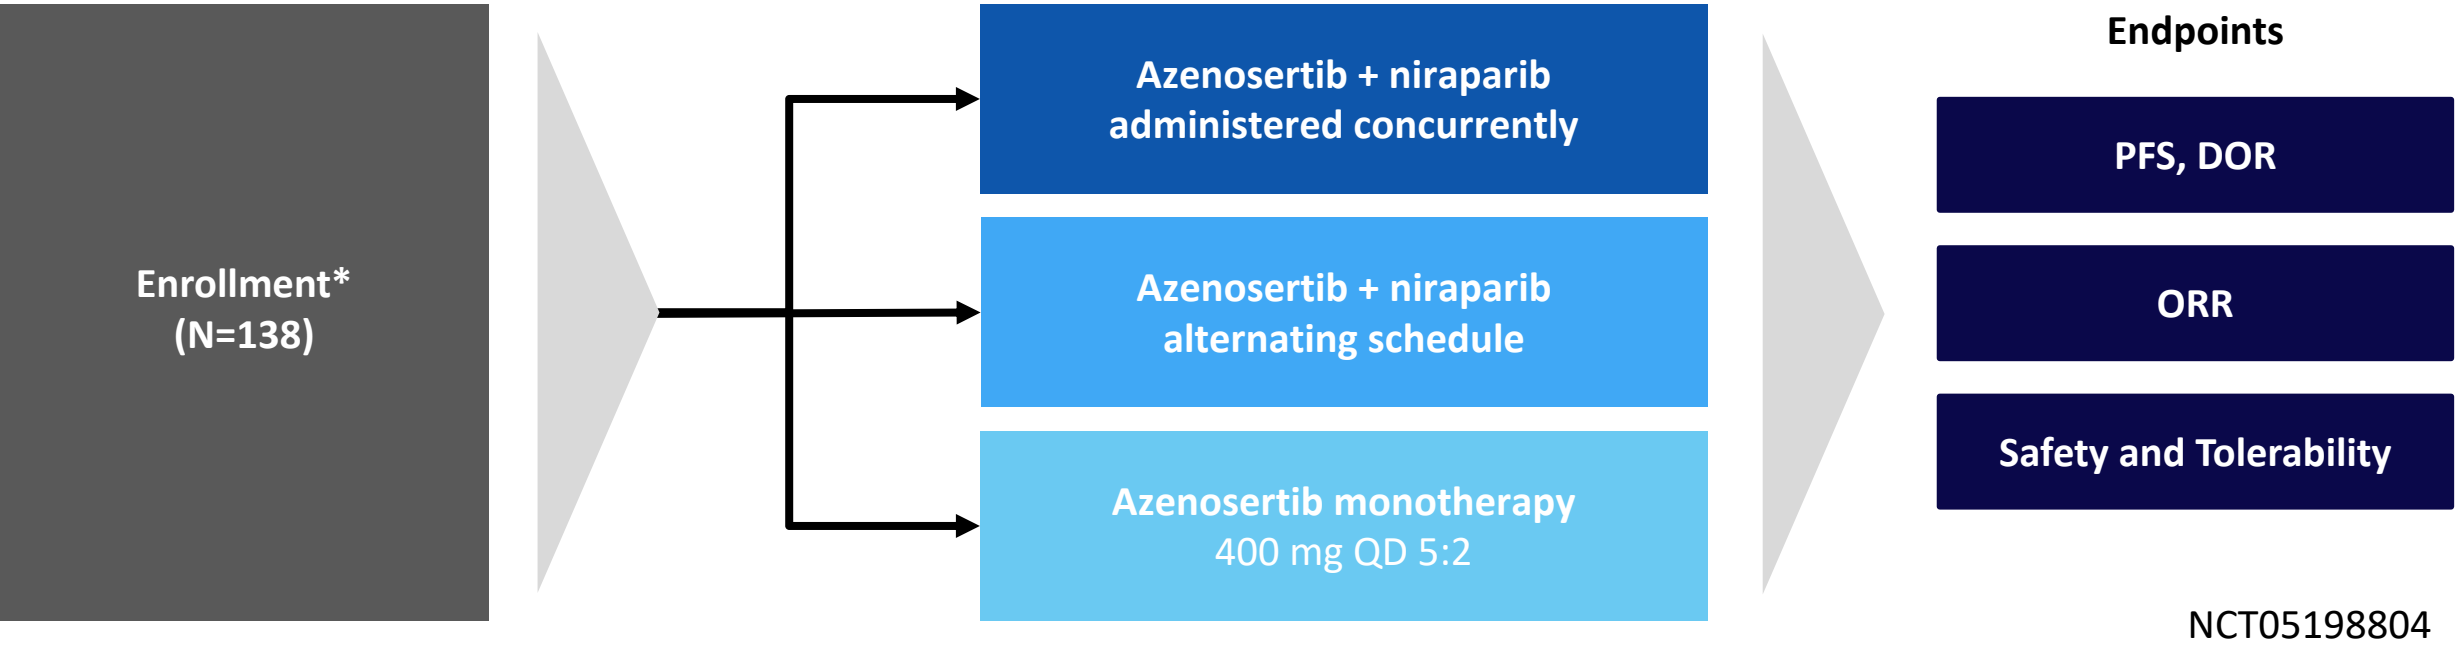 Enrollment*
(N=138)
Azenosertib + niraparib
administered concurrently
Azenosertib + niraparib
alternating schedule
Azenosertib monotherapy
400 mg QD 5:2
Endpoints
PFS, DOR
ORR
Safety and Tolerability
NCT05198804